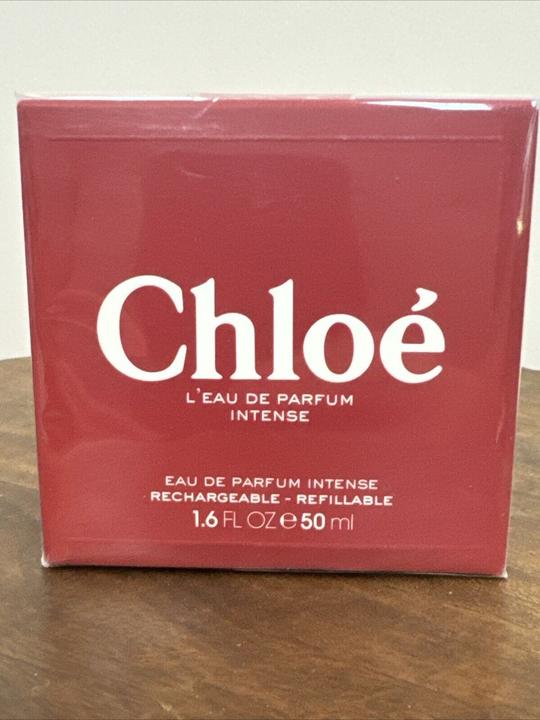 Chloé
L'EAU DE PARFUM
INTENSE
EAU DE PARFUM INTENSE
RECHARGEABLE - REFILLABLE
1.6 FL OZ ℮ 50 ml